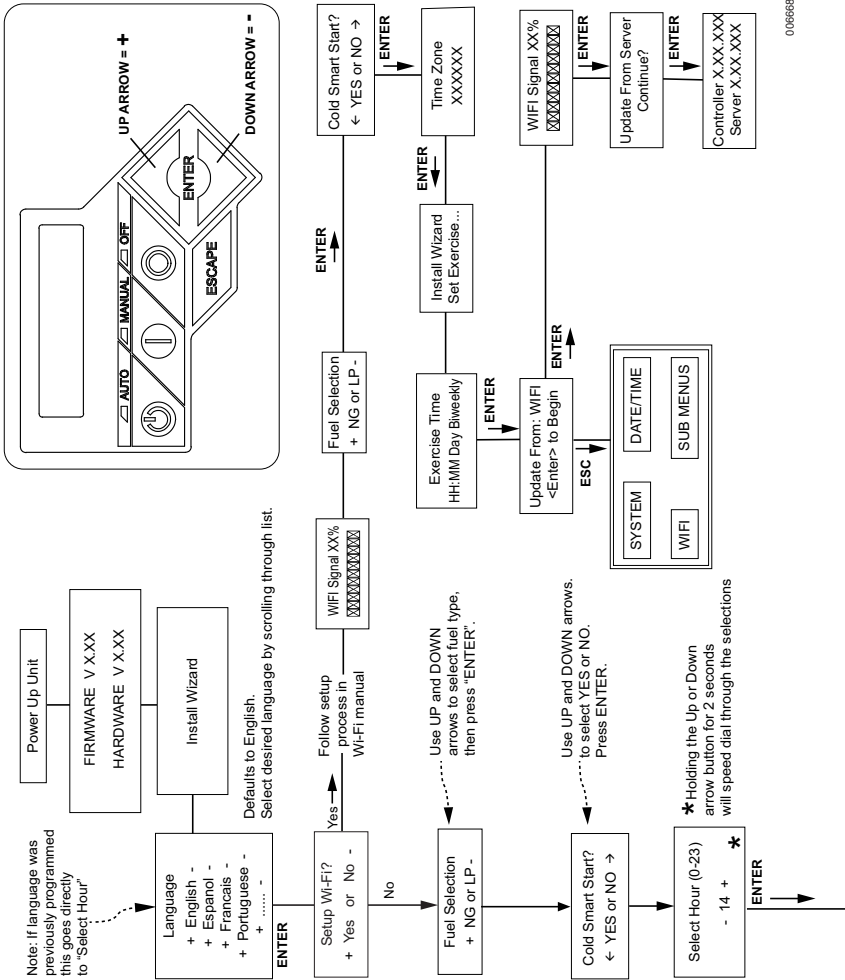 Note: If language was
previously programmed
this goes directly
to "Select Hour"
Power Up Unit
FIRMWARE V X.XX
HARDWARE V X.XX
Install Wizard
Language
+ English -
+ Espanol -
+ Francais -
+ Portuguese -
+ ...... -
Defaults to English.
Select desired language by scrolling through list.
ENTER
Setup Wi-Fi?
+ Yes or No -
Yes
Follow setup
process in
Wi-Fi manual
WIFI Signal XX%
Fuel Selection
+ NG or LP -
ENTER
Cold Smart Start?
← YES or NO →
ENTER
Time Zone
XXXXXX
ENTER
Install Wizard
Set Exercise...
Exercise Time
HH:MM Day Biweekly
ENTER
Update From: WIFI
<Enter> to Begin
ENTER
WIFI Signal XX%
ENTER
Update From Server
Continue?
ENTER
Controller X.XX.XXX
Server X.XX.XXX
ESC
SYSTEM
DATE/TIME
WIFI
SUB MENUS
No
Fuel Selection
+ NG or LP -
Use UP and DOWN
arrows to select fuel type,
then press "ENTER".
Cold Smart Start?
← YES or NO →
Use UP and DOWN arrows.
to select YES or NO.
Press ENTER.
Select Hour (0-23)
- 14 +
*
* Holding the Up or Down
arrow button for 2 seconds
will speed dial through the selections
ENTER
AUTO
MANUAL
OFF
ESCAPE
ENTER
UP ARROW = +
DOWN ARROW = -
006668